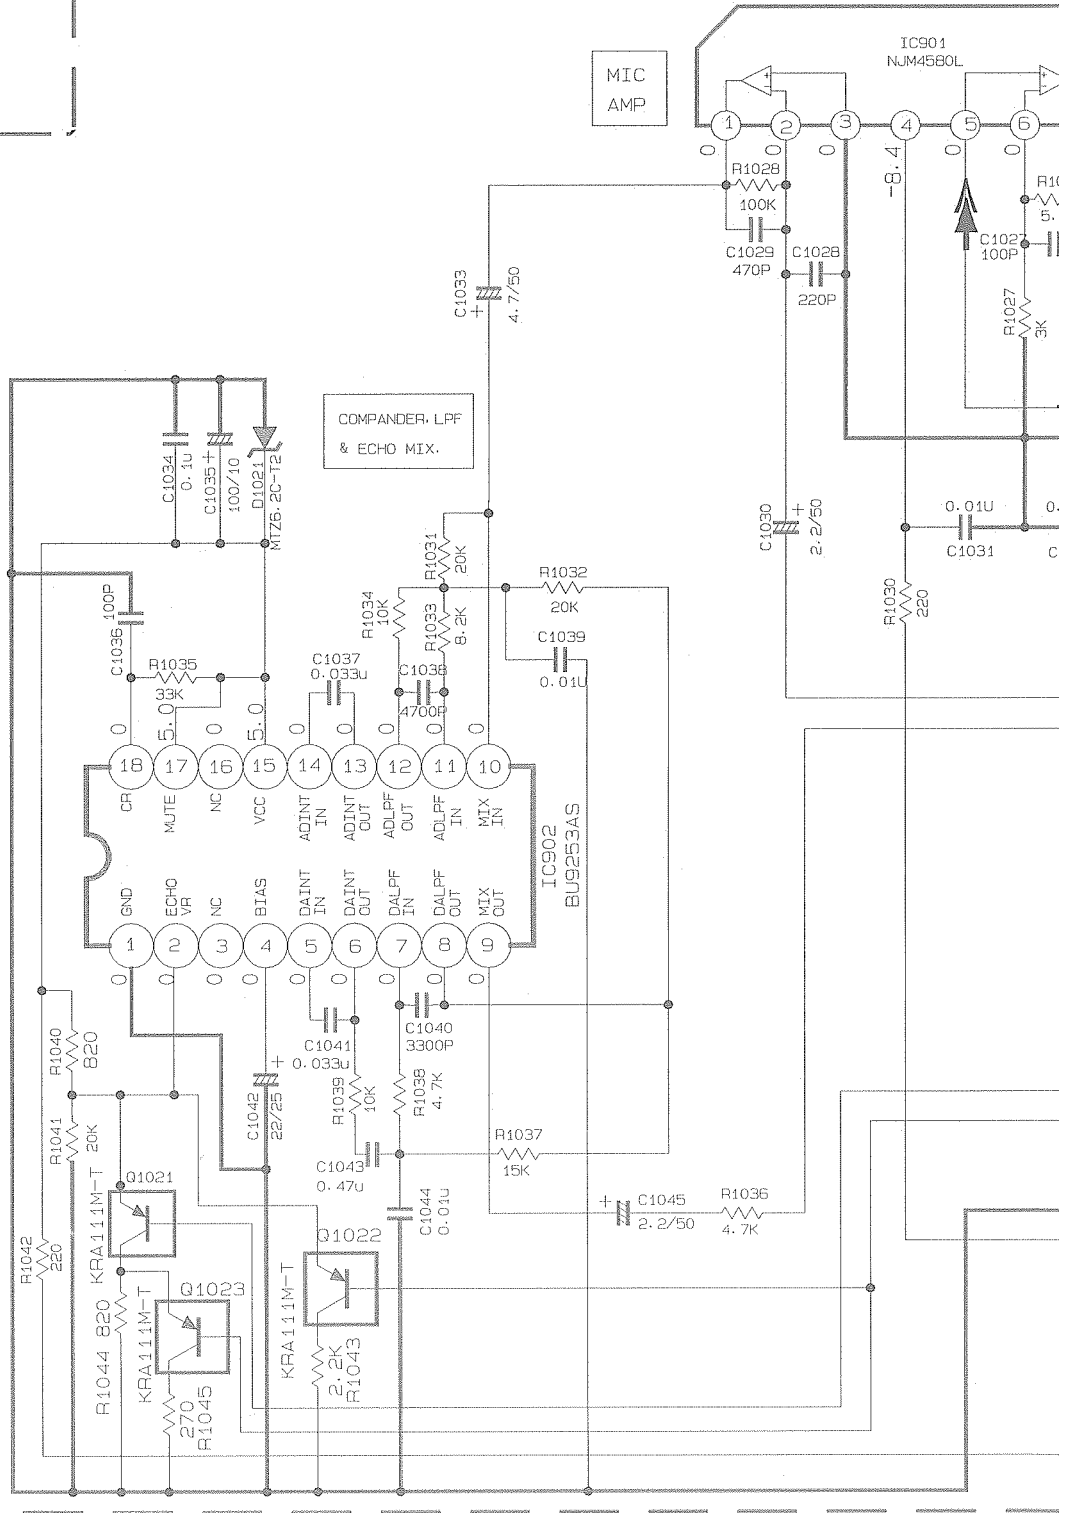 IC901
NJM4580L
MIC
AMP
1
2
3
4
5
6
0
0
0
-8.4
0
0
R1028
100K
C1029
470P
C1028
220P
C1027
100P
R1027
3K
C1033
+
4.7/50
COMPANDER, LPF
& ECHO MIX.
C1034
0.1U
C1035
+
100/10
D1021
MTZ6.2C-T2
C1030
+
2.2/50
0.01U
C1031
R1030
220
C1036
100P
R1035
33K
C1037
0.033u
R1034
10K
R1031
20K
R1033
8.2K
C1038
4700P
R1032
20K
C1039
0.01U
0
5.0
0
5.0
0
0
0
0
0
18
17
16
15
14
13
12
11
10
CR
MUTE
NC
VCC
ADINT
IN
ADINT
OUT
ADLPF
OUT
ADLPF
IN
MIX
IN
IC902
BU9253AS
GND
ECHO
VR
NC
BIAS
DAINT
IN
DAINT
OUT
DALPF
IN
DALPF
OUT
MIX
OUT
1
2
3
4
5
6
7
8
9
0
0
0
0
0
0
0
0
0
R1040
820
R1041
20K
C1042
+
22/25
C1041
0.033u
R1039
10K
C1040
3300P
R1038
4.7K
C1043
0.47u
C1044
0.01u
R1037
15K
+
C1045
2.2/50
R1036
4.7K
R1042
220
Q1021
KRA111M-T
Q1022
KRA111M-T
Q1023
KRA111M-T
R1044 820
270
R1045
2.2K
R1043